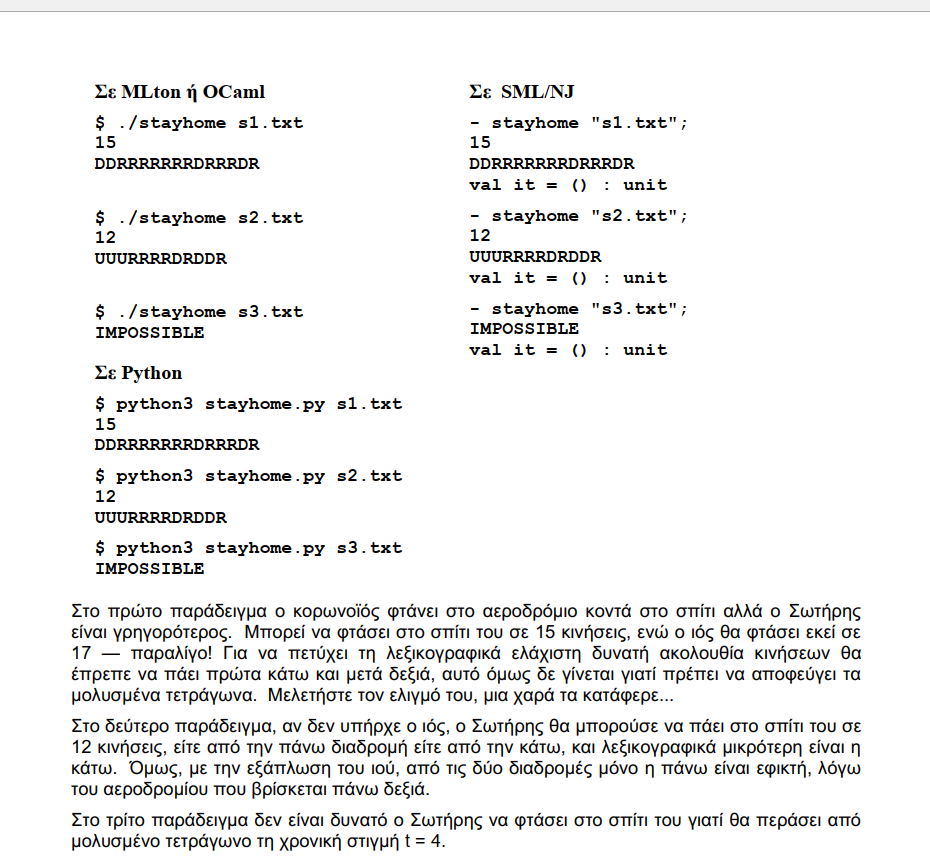 Σε MLton ή OCaml
$ ./stayhome s1.txt
15
DDRRRRRRRDRRRDR
$ ./stayhome s2.txt
12
UUURRRRDRDDR
$ ./stayhome s3.txt
IMPOSSIBLE
Σε SML/NJ
- stayhome "s1.txt";
15
DDRRRRRRRDRRRDR
val it = () : unit
- stayhome "s2.txt";
12
UUURRRRDRDDR
val it = () : unit
- stayhome "s3.txt";
IMPOSSIBLE
val it = () : unit
Σε Python
$ python3 stayhome.py s1.txt
15
DDRRRRRRRDRRRDR
$ python3 stayhome.py s2.txt
12
UUURRRRDRDDR
$ python3 stayhome.py s3.txt
IMPOSSIBLE
Στο πρώτο παράδειγμα ο κορωνοϊός φτάνει στο αεροδρόμιο κοντά στο σπίτι αλλά ο Σωτήρης
είναι γρηγορότερος. Μπορεί να φτάσει στο σπίτι του σε 15 κινήσεις, ενώ ο ιός θα φτάσει εκεί σε
17 — παραλίγο! Για να πετύχει τη λεξικογραφικά ελάχιστη δυνατή ακολουθία κινήσεων θα
έπρεπε να πάει πρώτα κάτω και μετά δεξιά, αυτό όμως δε γίνεται γιατί πρέπει να αποφεύγει τα
μολυσμένα τετράγωνα. Μελετήστε τον ελιγμό του, μια χαρά τα κατάφερε...
Στο δεύτερο παράδειγμα, αν δεν υπήρχε ο ιός, ο Σωτήρης θα μπορούσε να πάει στο σπίτι του σε
12 κινήσεις, είτε από την πάνω διαδρομή είτε από την κάτω, και λεξικογραφικά μικρότερη είναι η
κάτω. Όμως, με την εξάπλωση του ιού, από τις δύο διαδρομές μόνο η πάνω είναι εφικτή, λόγω
του αεροδρομίου που βρίσκεται πάνω δεξιά.
Στο τρίτο παράδειγμα δεν είναι δυνατό ο Σωτήρης να φτάσει στο σπίτι του γιατί θα περάσει από
μολυσμένο τετράγωνο τη χρονική στιγμή t = 4.